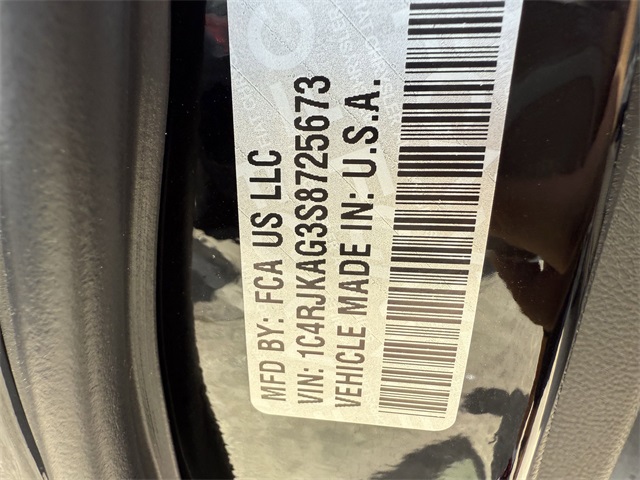 MFD BY: FCA US LLC
VIN: 1C4RJKAG3S8725673
VEHICLE MADE IN: U.S.A.